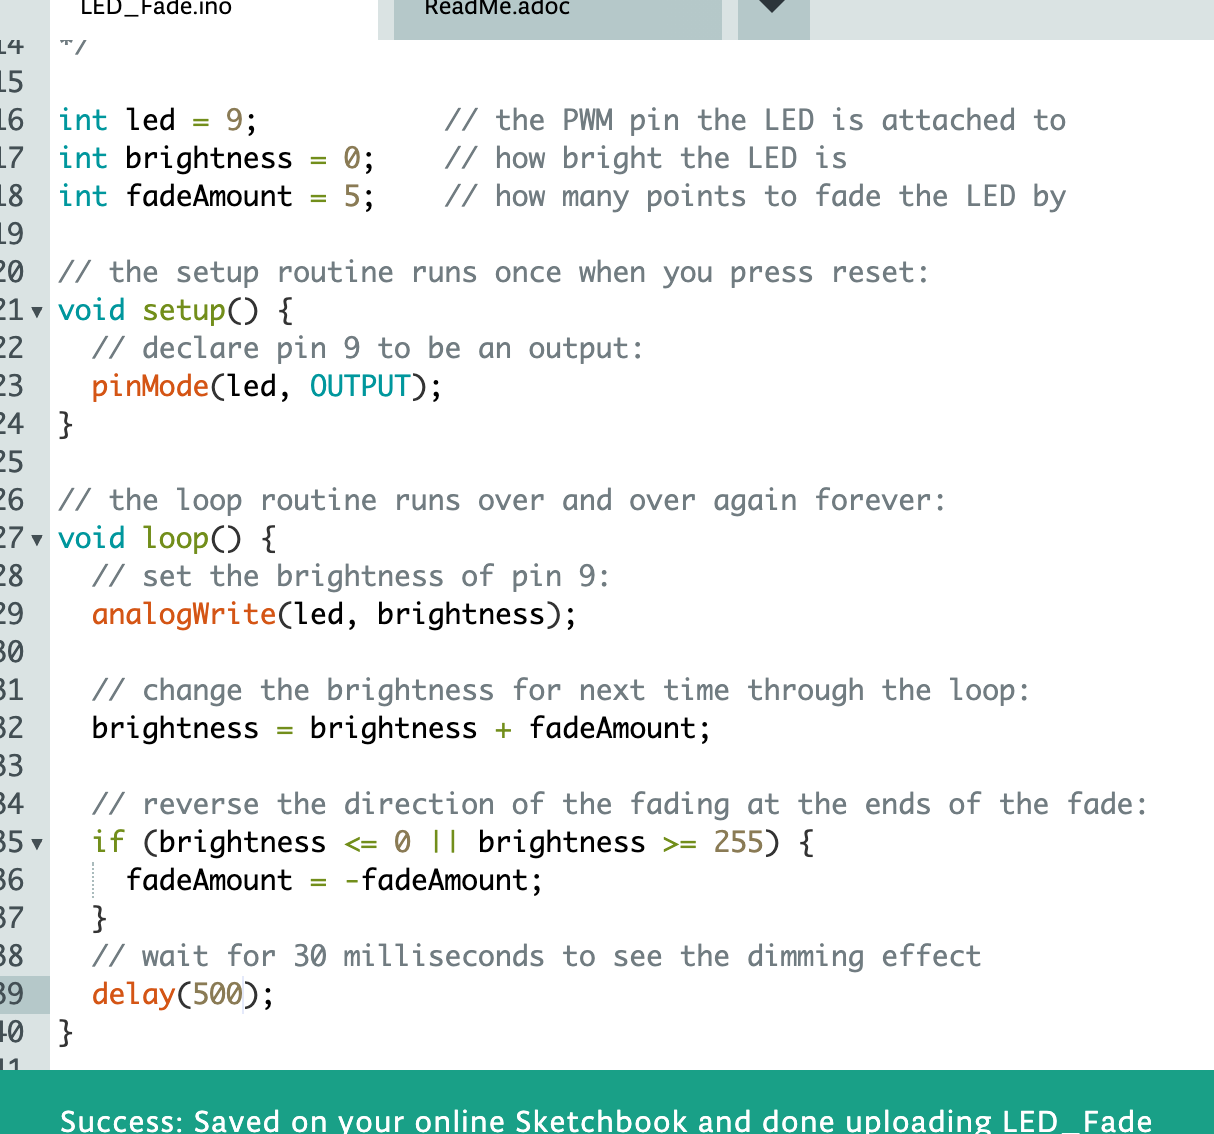 LED_Fade.ino ReadMe.adoc
14 */
15
16 int led = 9;           // the PWM pin the LED is attached to
17 int brightness = 0;    // how bright the LED is
18 int fadeAmount = 5;    // how many points to fade the LED by
19
20 // the setup routine runs once when you press reset:
21 void setup() {
22   // declare pin 9 to be an output:
23   pinMode(led, OUTPUT);
24 }
25
26 // the loop routine runs over and over again forever:
27 void loop() {
28   // set the brightness of pin 9:
29   analogWrite(led, brightness);
30
31   // change the brightness for next time through the loop:
32   brightness = brightness + fadeAmount;
33
34   // reverse the direction of the fading at the ends of the fade:
35   if (brightness <= 0 || brightness >= 255) {
36     fadeAmount = -fadeAmount;
37   }
38   // wait for 30 milliseconds to see the dimming effect
39   delay(500);
40 }
41
Success: Saved on your online Sketchbook and done uploading LED_Fade